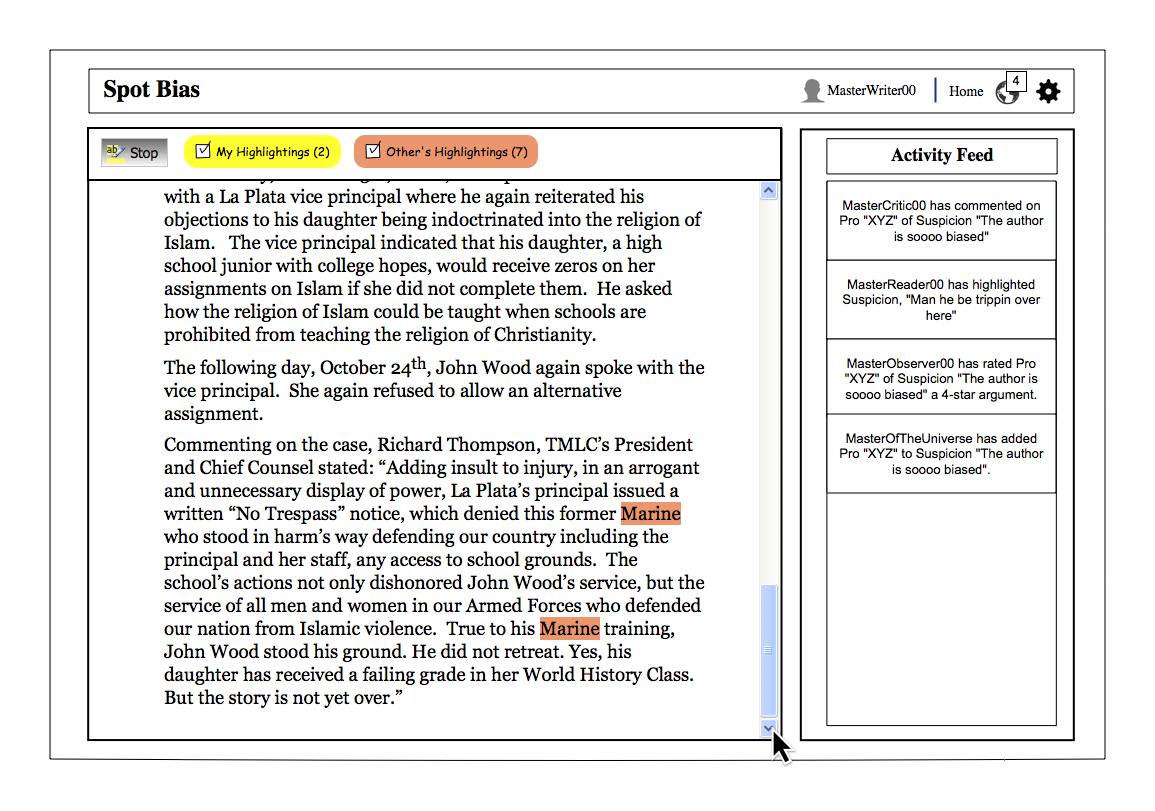 Spot Bias
MasterWriter00
Home
4
ab Stop
My Highlightings (2)
Other's Highlightings (7)
with a La Plata vice principal where he again reiterated his
objections to his daughter being indoctrinated into the religion of
Islam.   The vice principal indicated that his daughter, a high
school junior with college hopes, would receive zeros on her
assignments on Islam if she did not complete them.  He asked
how the religion of Islam could be taught when schools are
prohibited from teaching the religion of Christianity.
The following day, October 24th, John Wood again spoke with the
vice principal.  She again refused to allow an alternative
assignment.
Commenting on the case, Richard Thompson, TMLC’s President
and Chief Counsel stated: “Adding insult to injury, in an arrogant
and unnecessary display of power, La Plata’s principal issued a
written “No Trespass” notice, which denied this former Marine
who stood in harm’s way defending our country including the
principal and her staff, any access to school grounds.  The
school’s actions not only dishonored John Wood’s service, but the
service of all men and women in our Armed Forces who defended
our nation from Islamic violence.  True to his Marine training,
John Wood stood his ground. He did not retreat. Yes, his
daughter has received a failing grade in her World History Class.
But the story is not yet over.”
Activity Feed
MasterCritic00 has commented on
Pro "XYZ" of Suspicion "The author
is soooo biased"
MasterReader00 has highlighted
Suspicion, "Man he be trippin over
here"
MasterObserver00 has rated Pro
"XYZ" of Suspicion "The author is
soooo biased" a 4-star argument.
MasterOfTheUniverse has added
Pro "XYZ" to Suspicion "The author
is soooo biased".